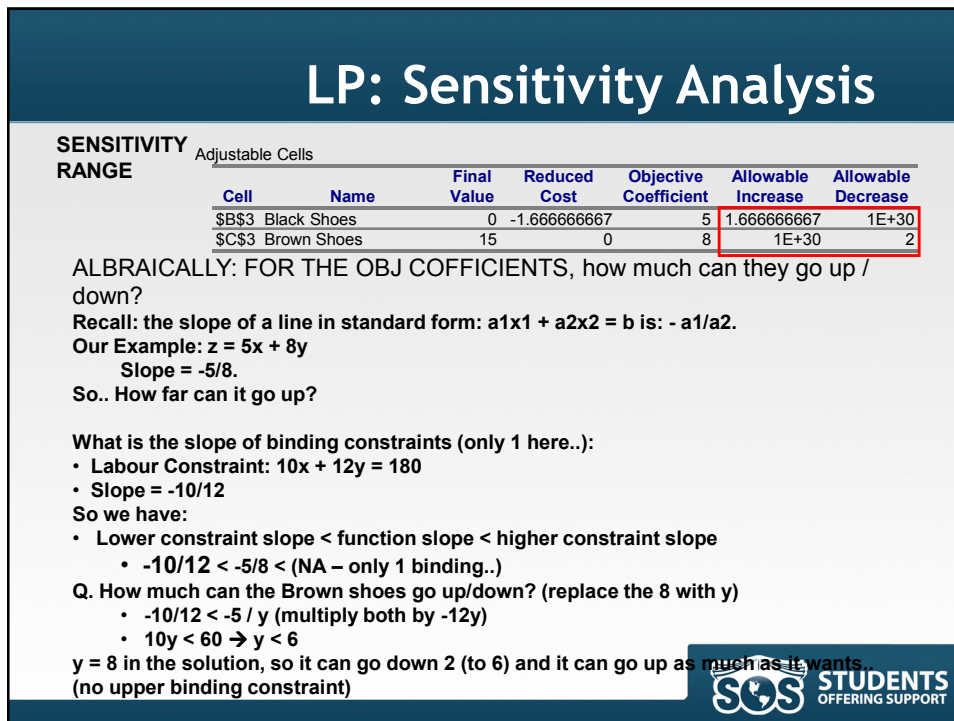 LP: Sensitivity Analysis
SENSITIVITY
RANGE
Adjustable Cells
Final Reduced Objective Allowable Allowable
Cell Name Value Cost Coefficient Increase Decrease
$B$3 Black Shoes 0 -1.666666667 5 1.666666667 1E+30
$C$3 Brown Shoes 15 0 8 1E+30 2
ALBRAICALLY: FOR THE OBJ COFFICIENTS, how much can they go up /
down?
Recall: the slope of a line in standard form: a1x1 + a2x2 = b is: - a1/a2.
Our Example: z = 5x + 8y
Slope = -5/8.
So.. How far can it go up?
What is the slope of binding constraints (only 1 here..):
• Labour Constraint: 10x + 12y = 180
• Slope = -10/12
So we have:
• Lower constraint slope < function slope < higher constraint slope
• -10/12 < -5/8 < (NA – only 1 binding..)
Q. How much can the Brown shoes go up/down? (replace the 8 with y)
• -10/12 < -5 / y (multiply both by -12y)
• 10y < 60 → y < 6
y = 8 in the solution, so it can go down 2 (to 6) and it can go up as much as it wants..
(no upper binding constraint)
SOS STUDENTS
OFFERING SUPPORT